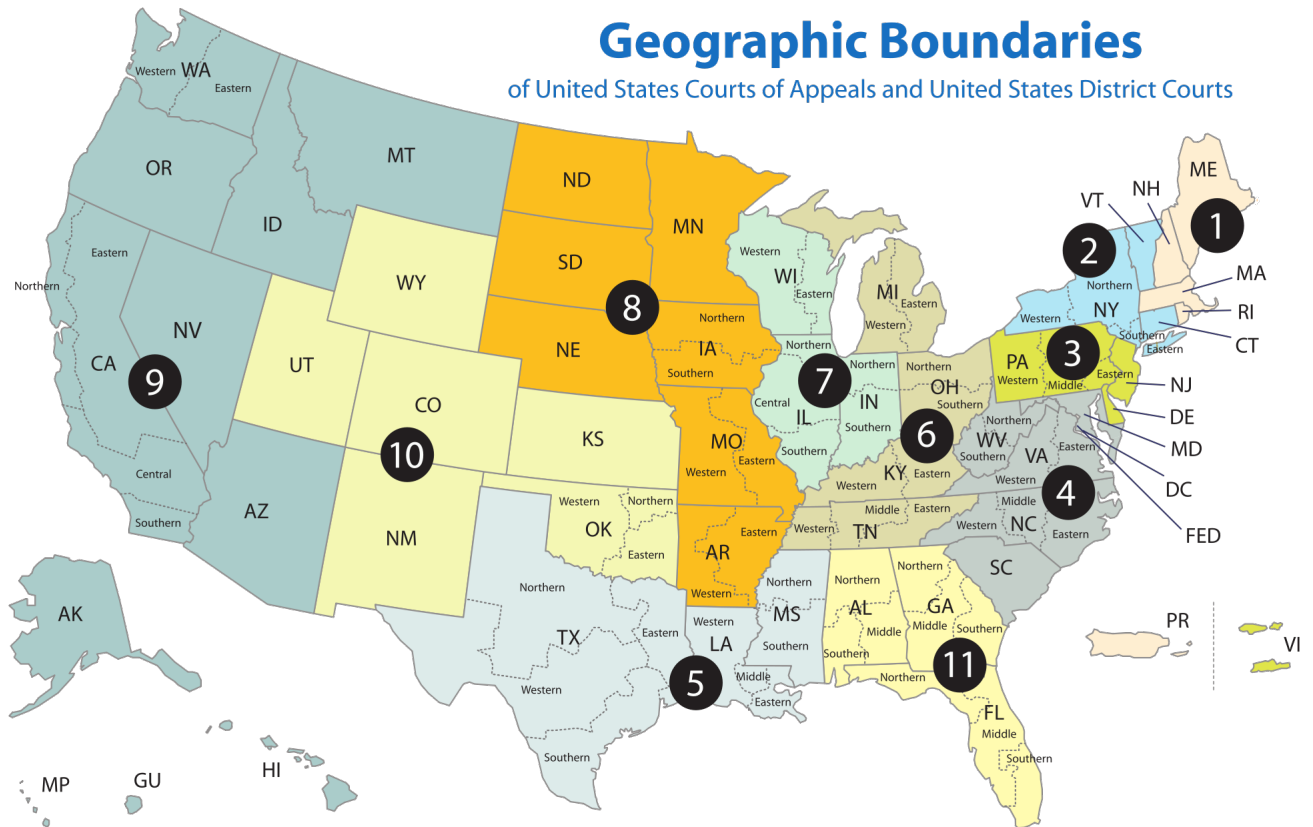 Geographic Boundaries
of United States Courts of Appeals and United States District Courts
WA
Western
Eastern
OR
ID
MT
ND
MN
SD
NE
8
Northern
IA
Southern
WY
UT
CO
10
KS
NM
AZ
NV
9
CA
Northern
Eastern
Central
Southern
MO
Western
Eastern
AR
Eastern
Western
OK
Western
Northern
Eastern
TX
Northern
Eastern
Western
Southern
5
LA
Western
Middle
Eastern
MS
Northern
Southern
WI
Western
Eastern
7
IL
Northern
Central
Southern
IN
Northern
Southern
MI
Eastern
Western
OH
Northern
Southern
6
KY
Western
Eastern
TN
Western
Middle
Eastern
AL
Northern
Middle
Southern
GA
Northern
Middle
Southern
11
FL
Northern
Middle
Southern
SC
NC
Western
Middle
Eastern
4
VA
Western
Eastern
WV
Northern
Southern
PA
Western
Middle
Eastern
3
NY
Northern
Western
Southern
Eastern
2
VT
NH
ME
1
MA
RI
CT
NJ
DE
MD
DC
FED
PR
VI
AK
HI
GU
MP